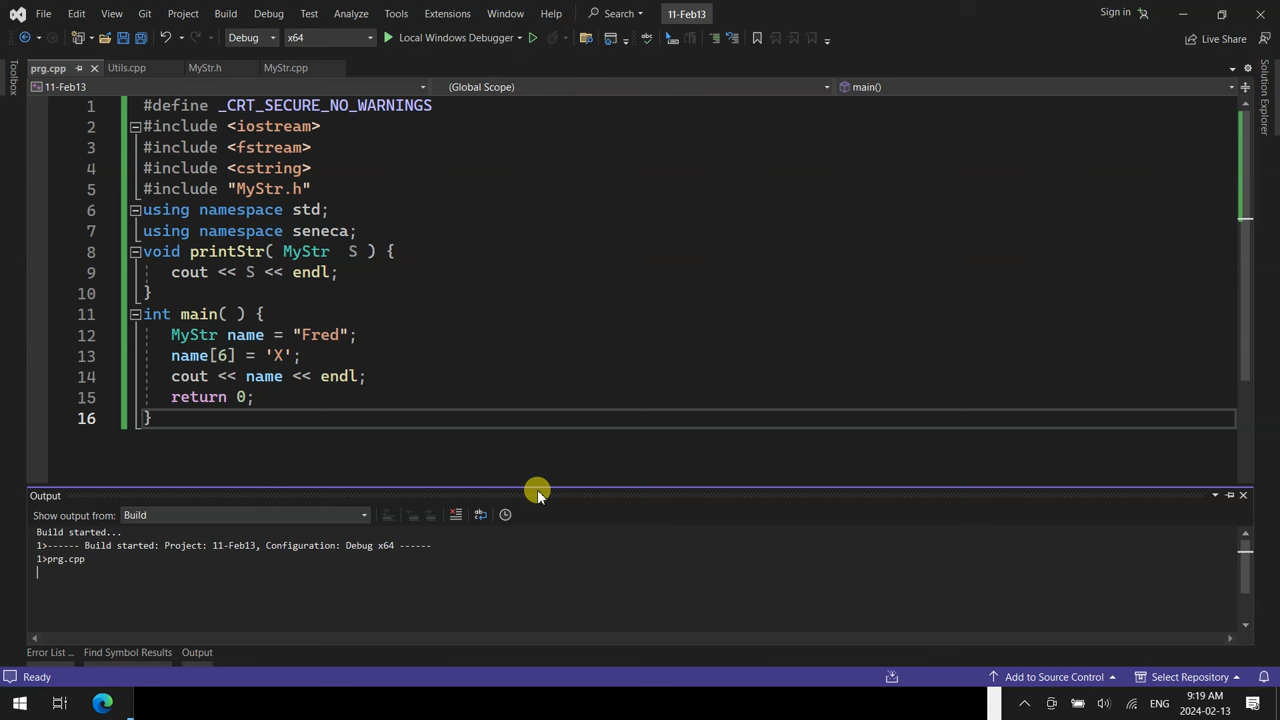 File Edit View Git Project Build Debug Test Analyze Tools Extensions Window Help Search 11-Feb13 Sign in
Debug x64 Local Windows Debugger Live Share
prg.cpp Utils.cpp MyStr.h MyStr.cpp
Toolbox
Solution Explorer
11-Feb13 (Global Scope) main()
1 #define _CRT_SECURE_NO_WARNINGS
2 #include <iostream>
3 #include <fstream>
4 #include <cstring>
5 #include "MyStr.h"
6 using namespace std;
7 using namespace seneca;
8 void printStr( MyStr  S ) {
9 cout << S << endl;
10 }
11 int main( ) {
12 MyStr name = "Fred";
13 name[6] = 'X';
14 cout << name << endl;
15 return 0;
16 }
Output
Show output from: Build
Build started...
1>------ Build started: Project: 11-Feb13, Configuration: Debug x64 ------
1>prg.cpp
Error List ... Find Symbol Results Output
Ready Add to Source Control Select Repository
ENG 9:19 AM
2024-02-13